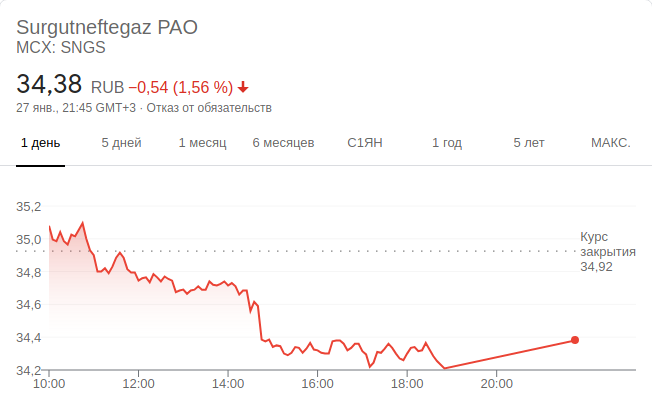 Surgutneftegaz PAO
MCX: SNGS
34,38 RUB −0,54 (1,56 %)
27 янв., 21:45 GMT+3 · Отказ от обязательств
1 день 5 дней 1 месяц 6 месяцев С1ЯН 1 год 5 лет МАКС.
35,2
35,0
34,8
34,6
34,4
34,2
Курс
закрытия
34,92
10:00 12:00 14:00 16:00 18:00 20:00